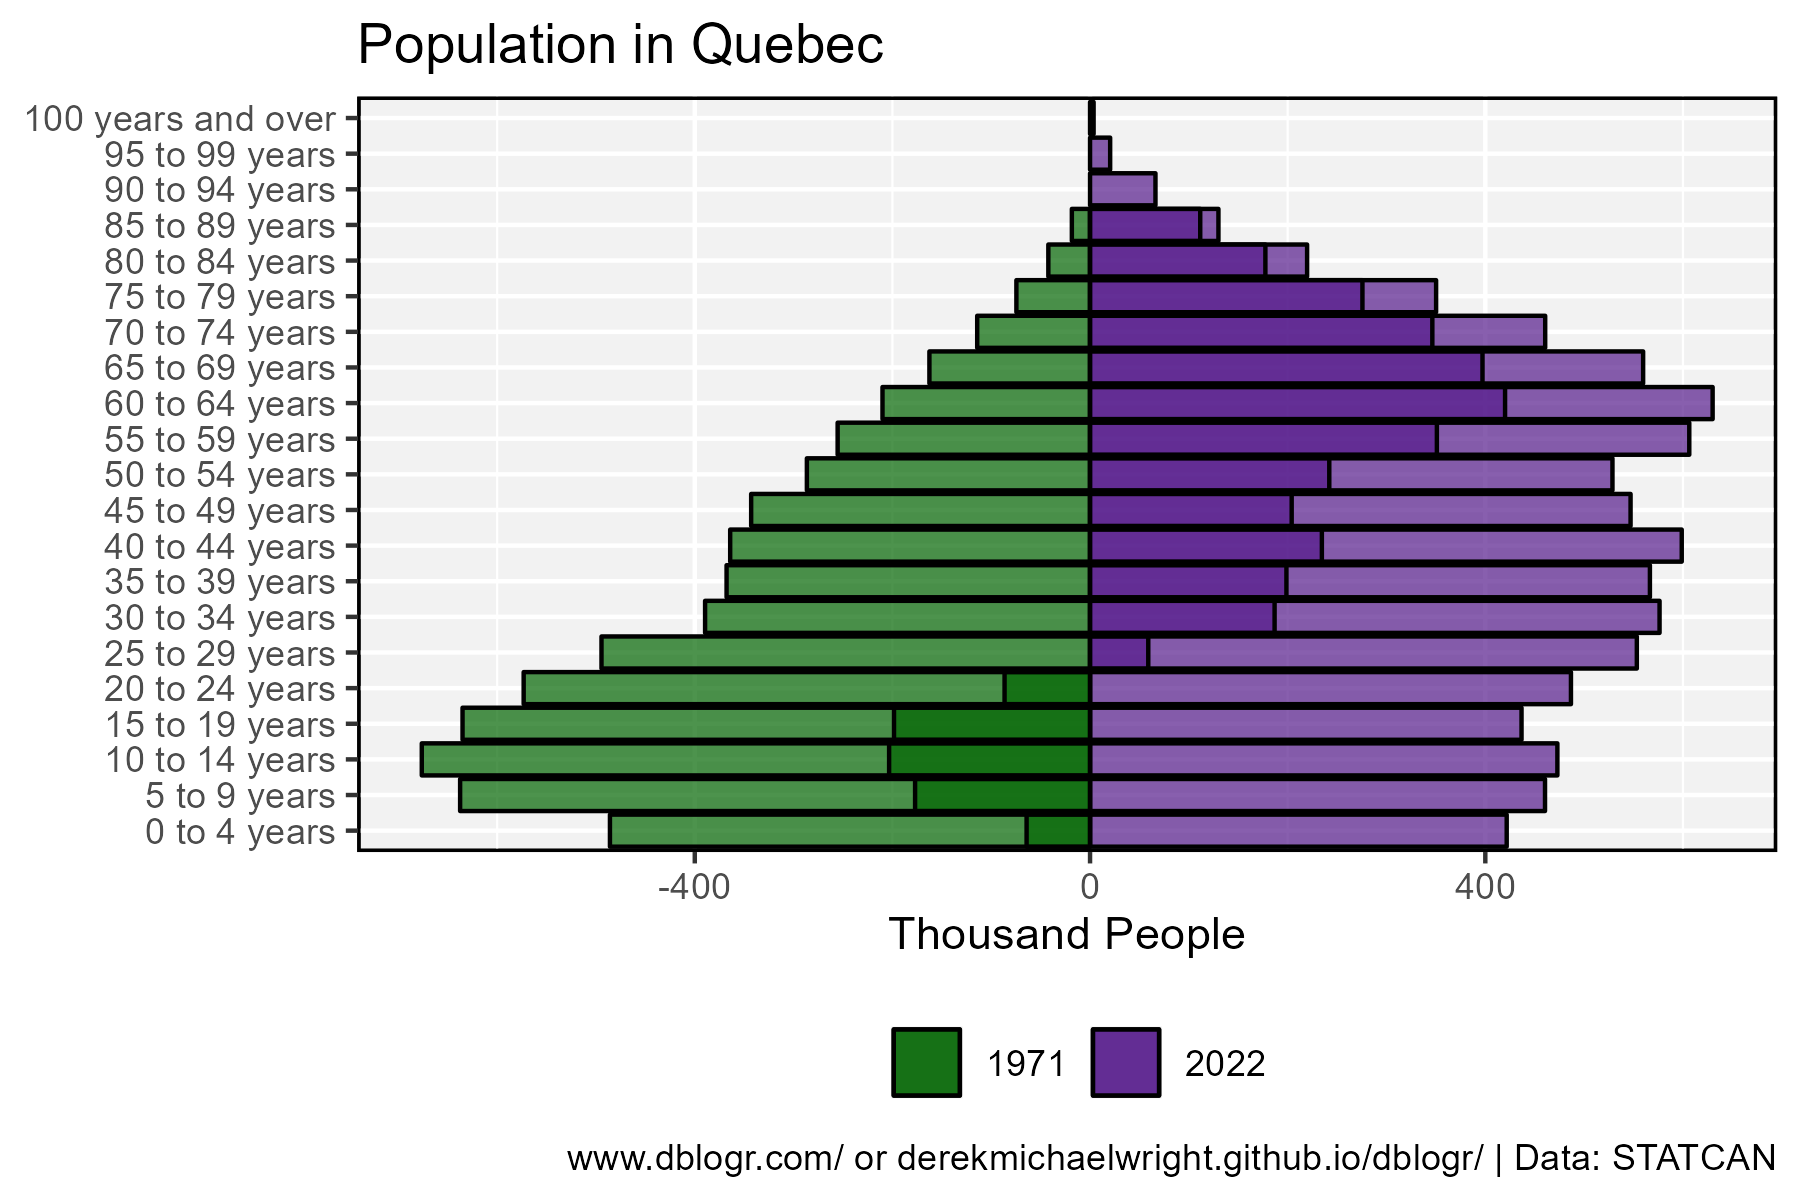 Population in Quebec
100 years and over
95 to 99 years
90 to 94 years
85 to 89 years
80 to 84 years
75 to 79 years
70 to 74 years
65 to 69 years
60 to 64 years
55 to 59 years
50 to 54 years
45 to 49 years
40 to 44 years
35 to 39 years
30 to 34 years
25 to 29 years
20 to 24 years
15 to 19 years
10 to 14 years
5 to 9 years
0 to 4 years
-400 0 400
Thousand People
1971 2022
www.dblogr.com/ or derekmichaelwright.github.io/dblogr/ | Data: STATCAN